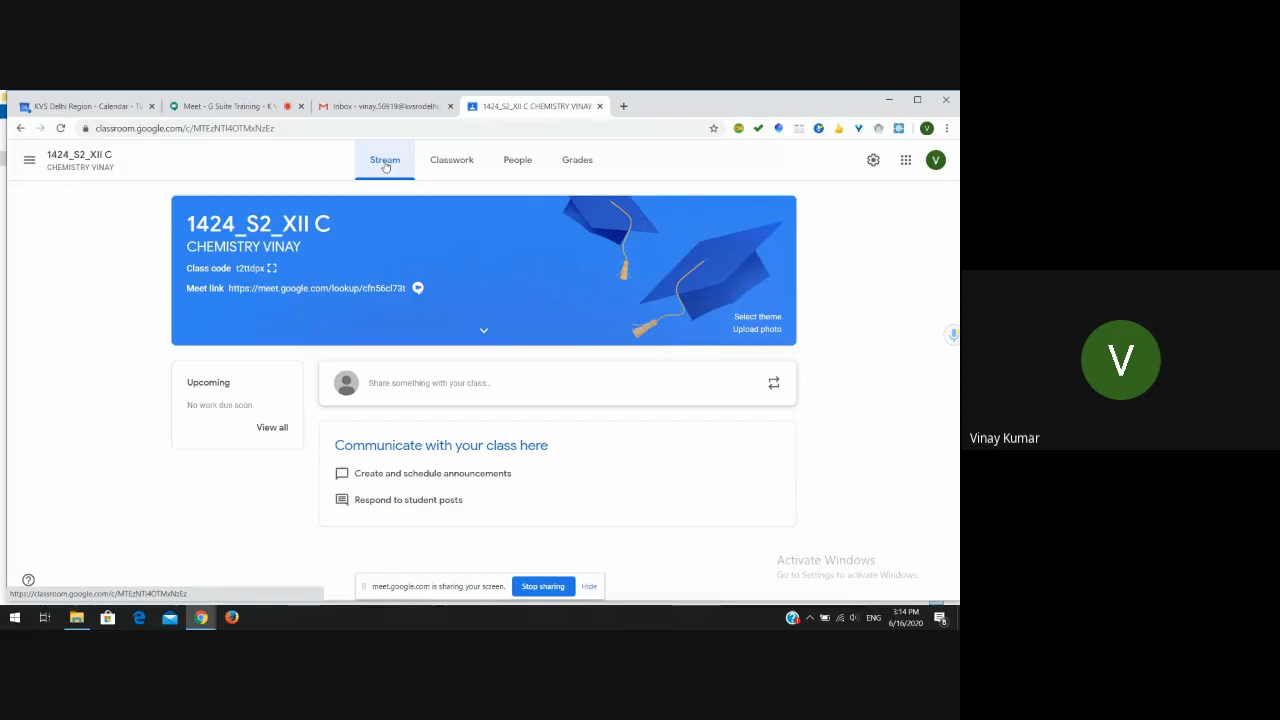 KVS Delhi Region - Calendar - Tu
Meet - G Suite Training - K V
Inbox - vinay.56919@kvsrodelhi
1424_S2_XII C CHEMISTRY VINAY
classroom.google.com/c/MTEzNTI4OTMxNzEz
V
1424_S2_XII C
CHEMISTRY VINAY
Stream
Classwork
People
Grades
V
1424_S2_XII C
CHEMISTRY VINAY
Class code t2ttdpx
Meet link https://meet.google.com/lookup/cfn56cl73t
Select theme
Upload photo
Upcoming
No work due soon
View all
Share something with your class...
Communicate with your class here
Create and schedule announcements
Respond to student posts
V
Vinay Kumar
Activate Windows
Go to Settings to activate Windows.
meet.google.com is sharing your screen.
Stop sharing
Hide
https://classroom.google.com/c/MTEzNTI4OTMxNzEz
ENG
3:14 PM
6/16/2020